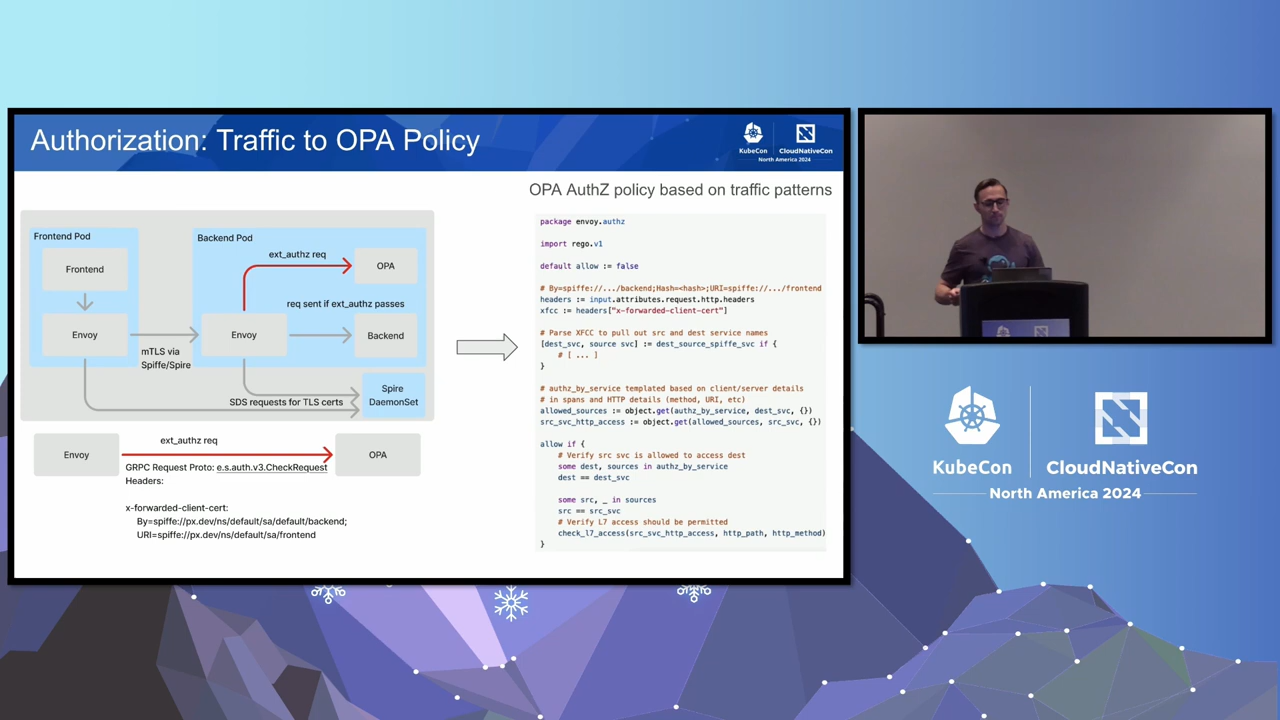 Authorization: Traffic to OPA Policy
KubeCon
CloudNativeCon
North America 2024
OPA AuthZ policy based on traffic patterns
Frontend Pod
Frontend
Envoy
mTLS via
Spiffe/Spire
Backend Pod
ext_authz req
OPA
req sent if ext_authz passes
Envoy
Backend
SDS requests for TLS certs
Spire
DaemonSet
Envoy
ext_authz req
OPA
GRPC Request Proto: e.s.auth.v3.CheckRequest
Headers:
x-forwarded-client-cert:
By=spiffe://px.dev/ns/default/sa/default/backend;
URI=spiffe://px.dev/ns/default/sa/frontend
package envoy.authz
import rego.v1
default allow := false
# By=spiffe://.../backend;Hash=<hash>;URI=spiffe://.../frontend
headers := input.attributes.request.http.headers
xfcc := headers["x-forwarded-client-cert"]
# Parse XFCC to pull out src and dest service names
[dest_svc, source svc] := dest_source_spiffe_svc if {
# [ ... ]
}
# authz_by_service templated based on client/server details
# in spans and HTTP details (method, URI, etc)
allowed_sources := object.get(authz_by_service, dest_svc, {})
src_svc_http_access := object.get(allowed_sources, src_svc, {})
allow if {
# Verify src svc is allowed to access dest
some dest, sources in authz_by_service
dest == dest_svc
some src, _ in sources
src == src_svc
# Verify L7 access should be permitted
check_l7_access(src_svc_http_access, http_path, http_method)
}
KubeCon
CloudNativeCon
North America 2024